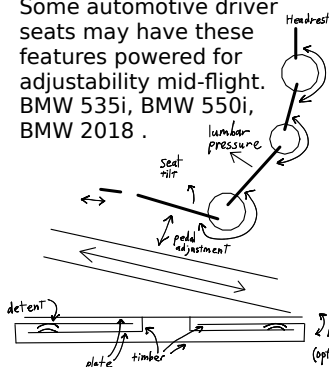 Some automotive driver
seats may have these
features powered for
adjustability mid-flight.
BMW 535i, BMW 550i,
BMW 2018 .
Headrest
lumbar
pressure
seat
tilt
pedal
adjustment
detent
plate
timber
(opt